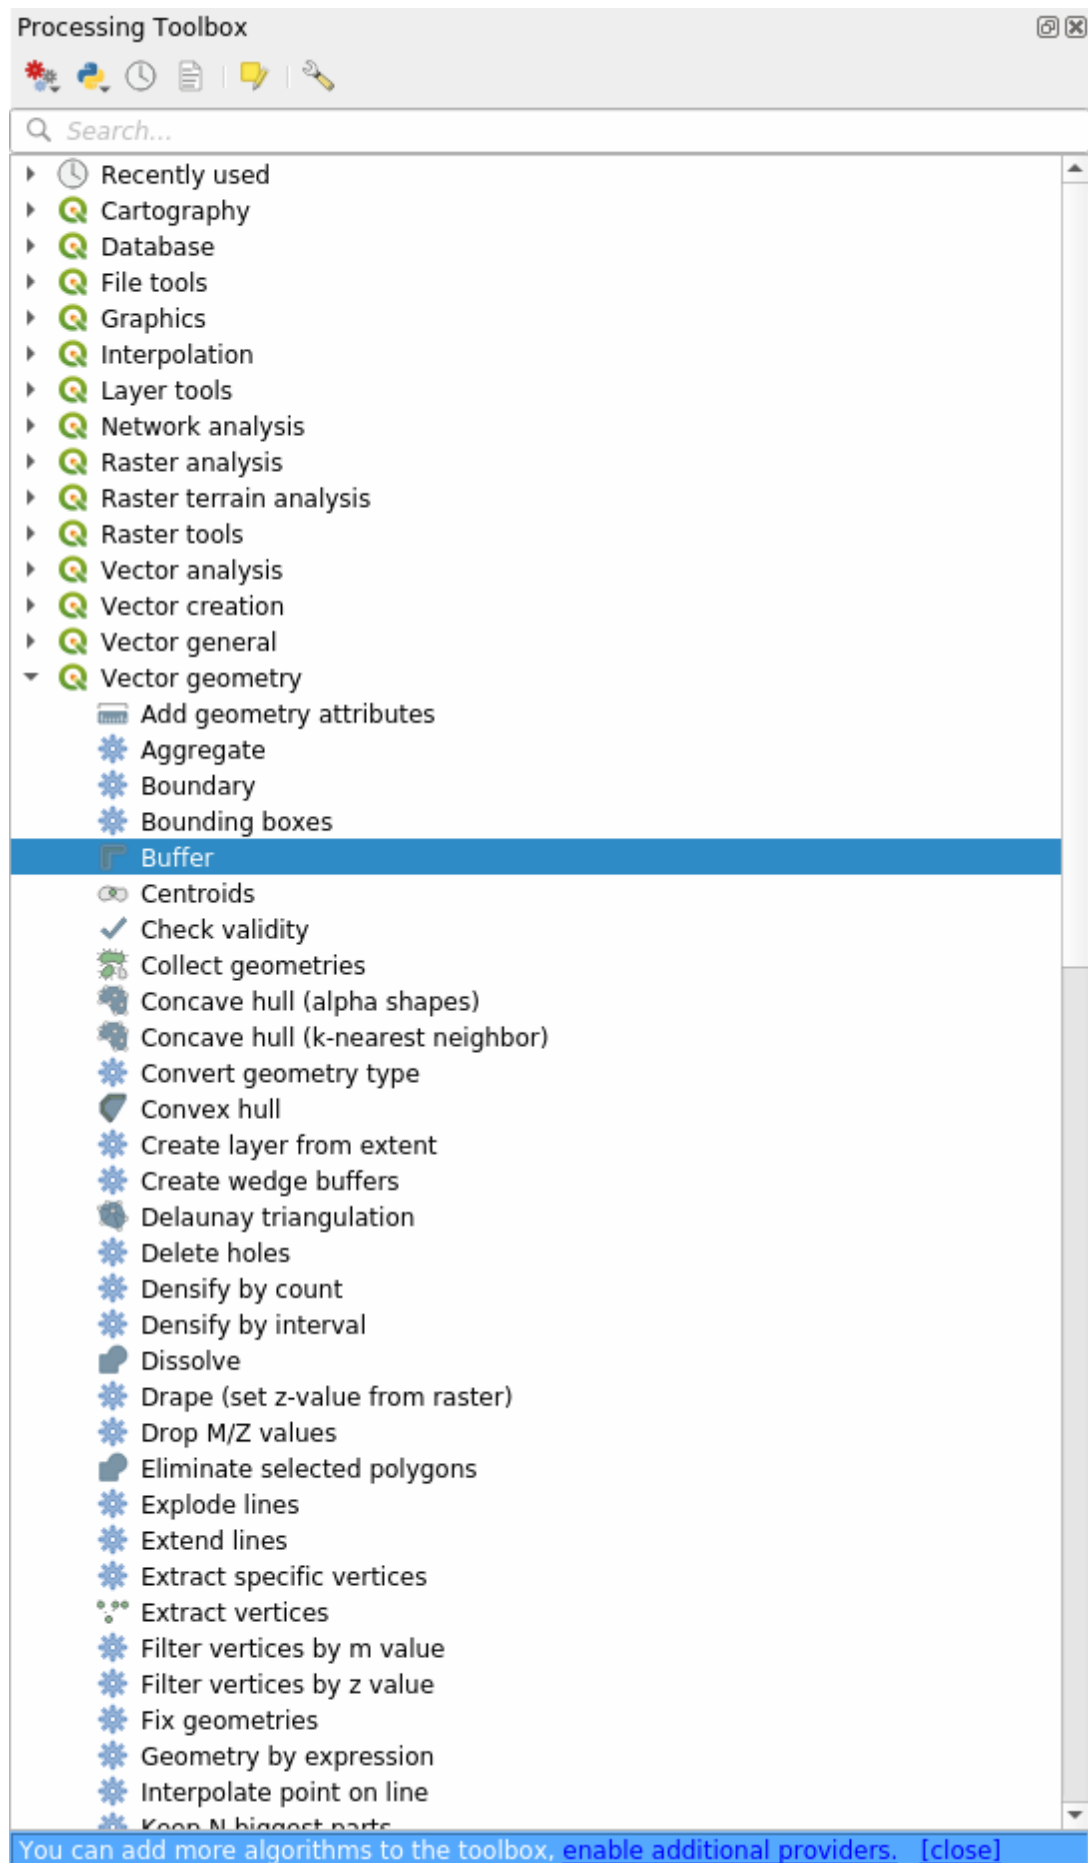 Processing Toolbox
Search...
Recently used
Cartography
Database
File tools
Graphics
Interpolation
Layer tools
Network analysis
Raster analysis
Raster terrain analysis
Raster tools
Vector analysis
Vector creation
Vector general
Vector geometry
Add geometry attributes
Aggregate
Boundary
Bounding boxes
Buffer
Centroids
Check validity
Collect geometries
Concave hull (alpha shapes)
Concave hull (k-nearest neighbor)
Convert geometry type
Convex hull
Create layer from extent
Create wedge buffers
Delaunay triangulation
Delete holes
Densify by count
Densify by interval
Dissolve
Drape (set z-value from raster)
Drop M/Z values
Eliminate selected polygons
Explode lines
Extend lines
Extract specific vertices
Extract vertices
Filter vertices by m value
Filter vertices by z value
Fix geometries
Geometry by expression
Interpolate point on line
Keep N biggest parts
You can add more algorithms to the toolbox, enable additional providers. [close]